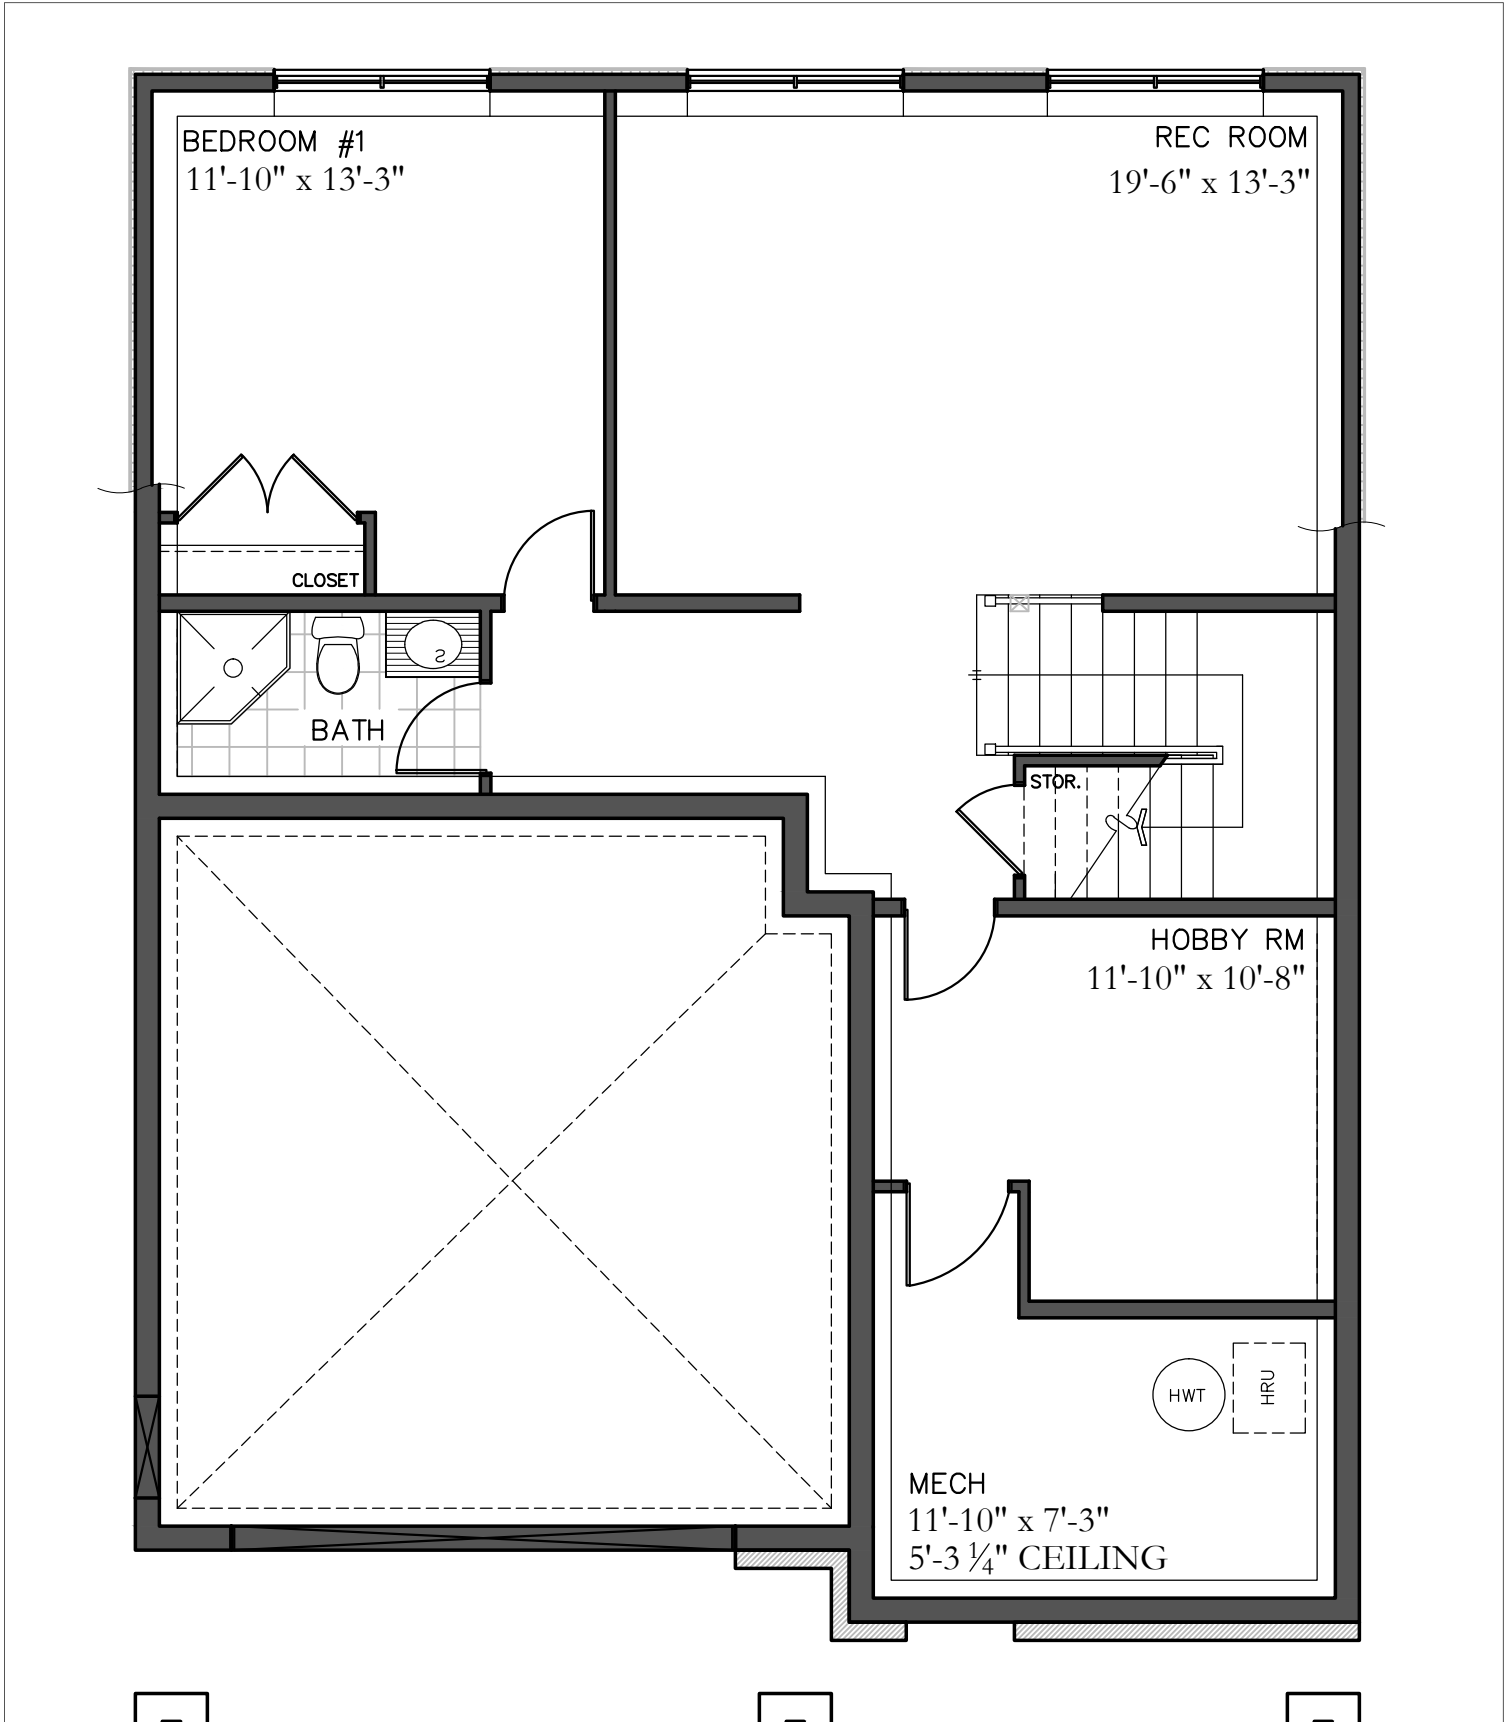 BEDROOM #1
11'-10" x 13'-3"
REC ROOM
19'-6" x 13'-3"
CLOSET
BATH
STOR.
HOBBY RM
11'-10" x 10'-8"
HWT
HRU
MECH
11'-10" x 7'-3"
5'-3 ¼" CEILING